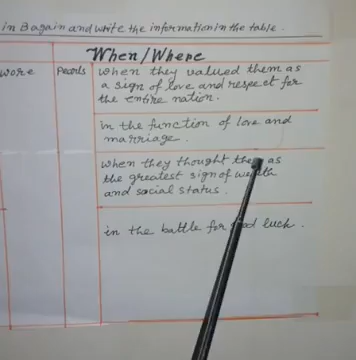 in B again and write the information in the table.
When/Where
wore pearls when they valued them as
a sign of love and respect for
the entire nation.
in the function of love and
marriage.
when they thought them as
the greatest sign of wealth
and social status.
in the battle for good luck.